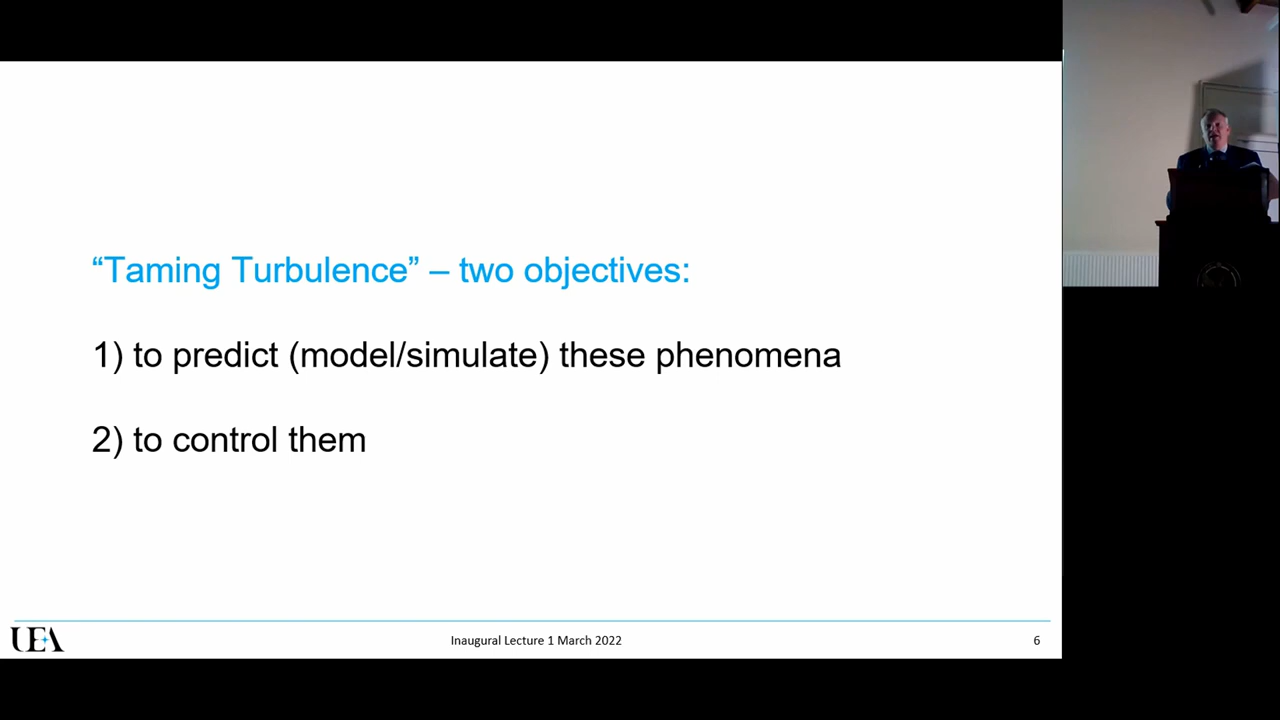 “Taming Turbulence” – two objectives:
1) to predict (model/simulate) these phenomena
2) to control them
UEA
Inaugural Lecture 1 March 2022
6